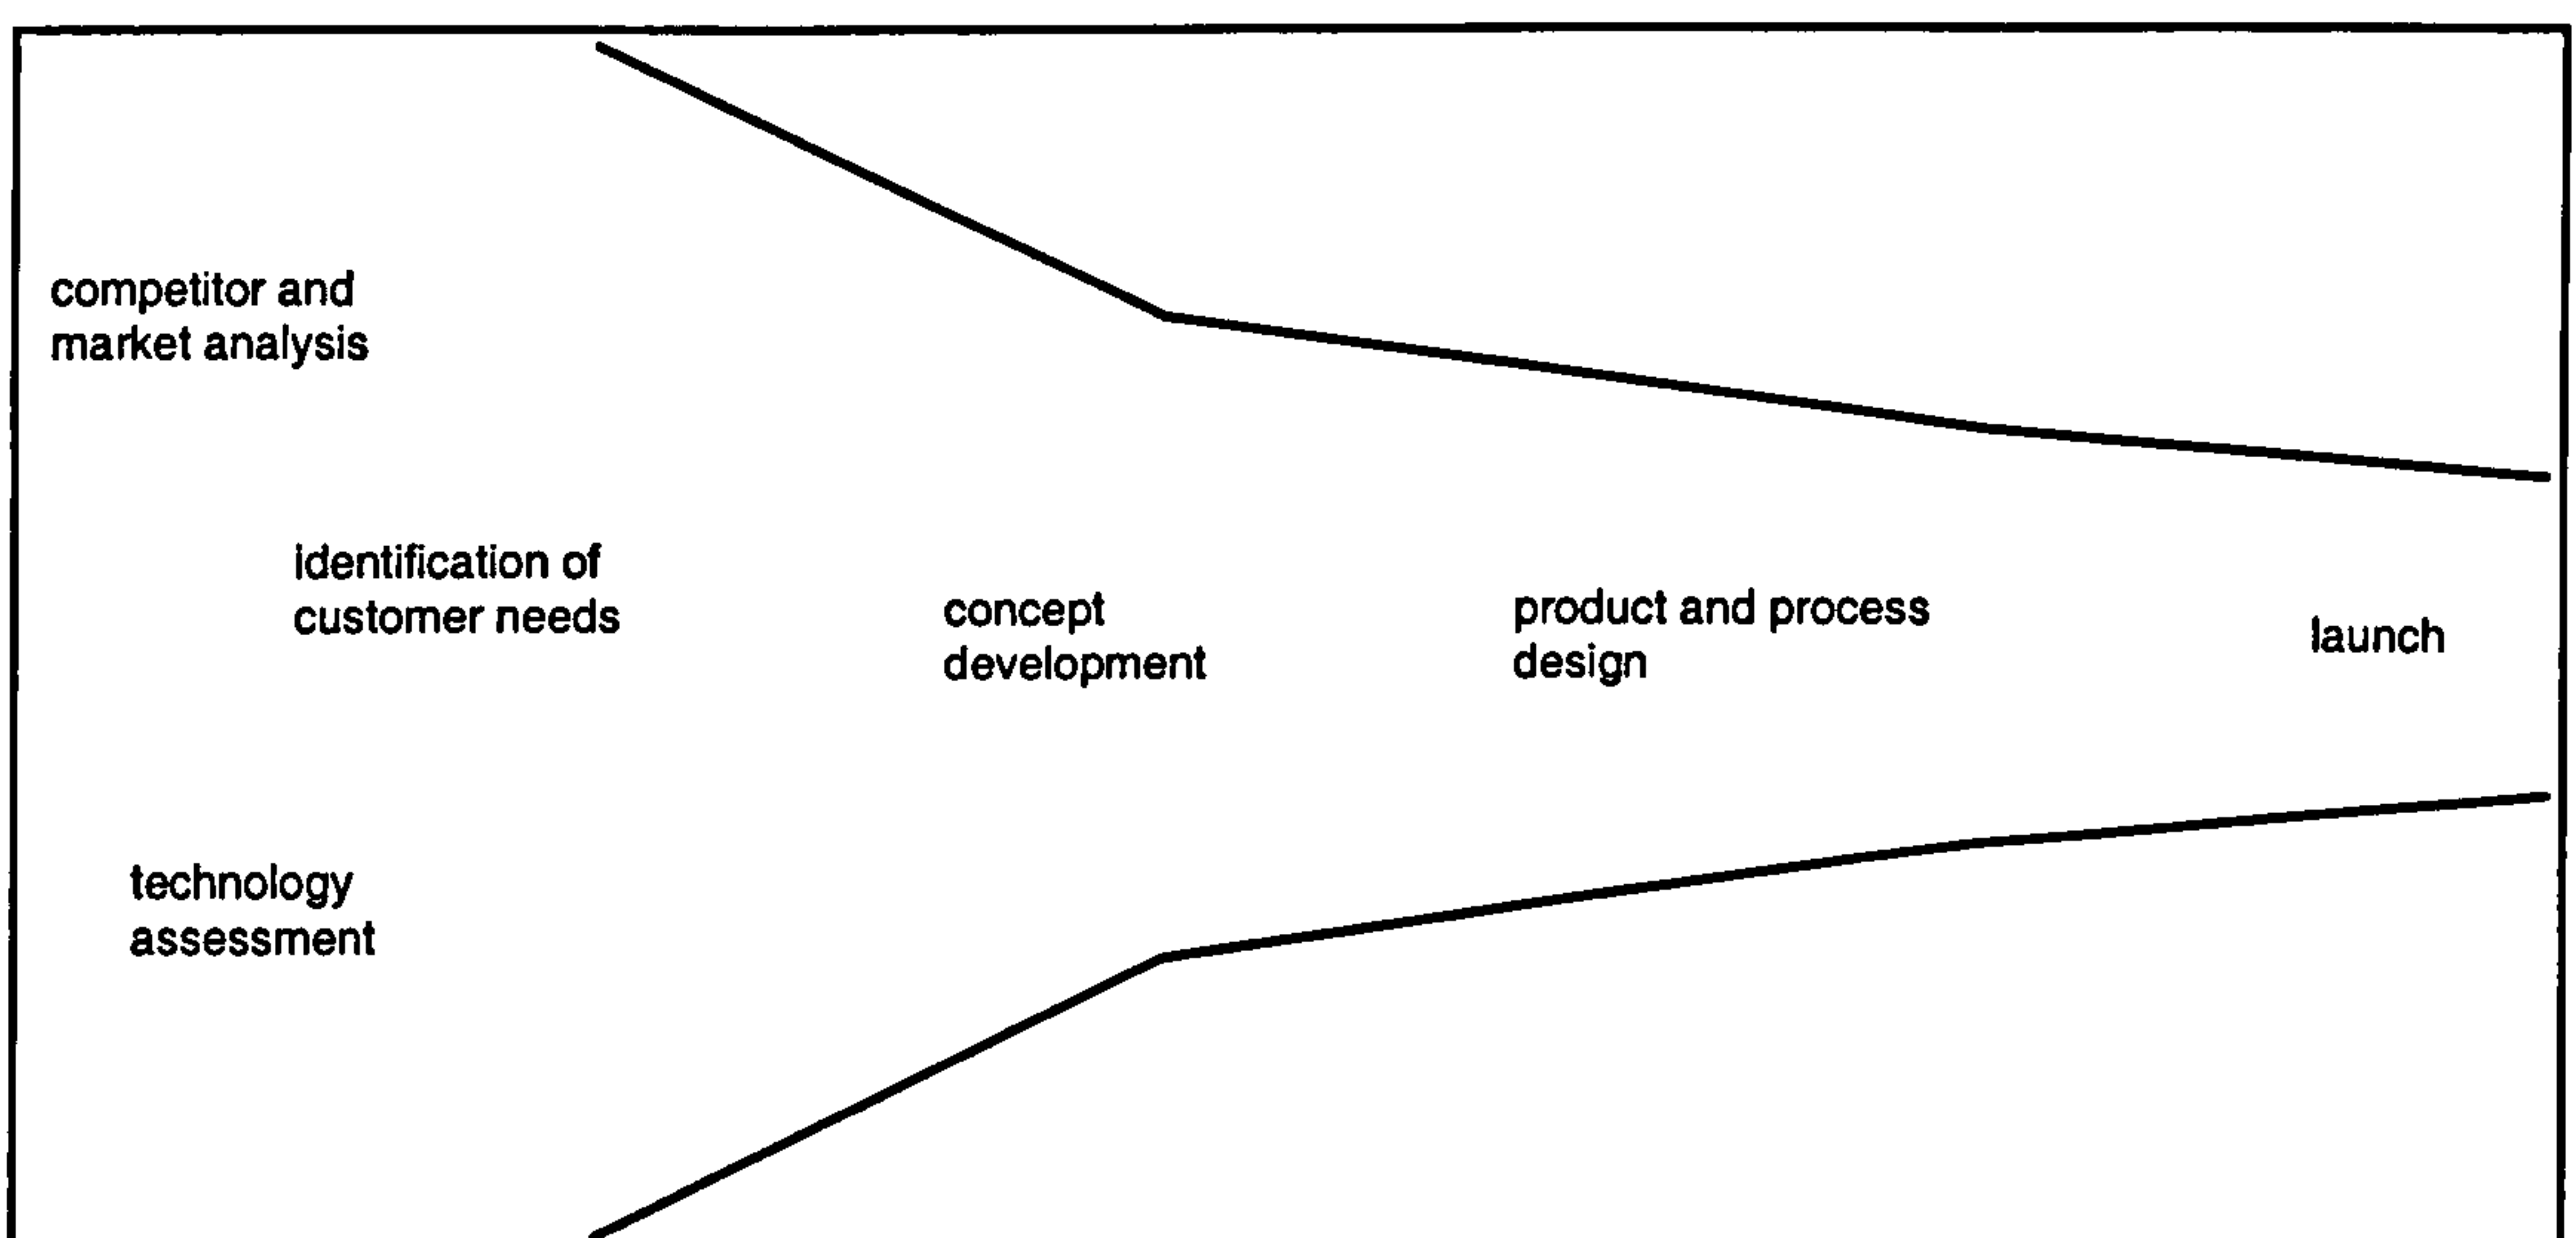 competitor and
market analysis
identification of
customer needs
concept
development
product and process
design
launch
technology
assessment